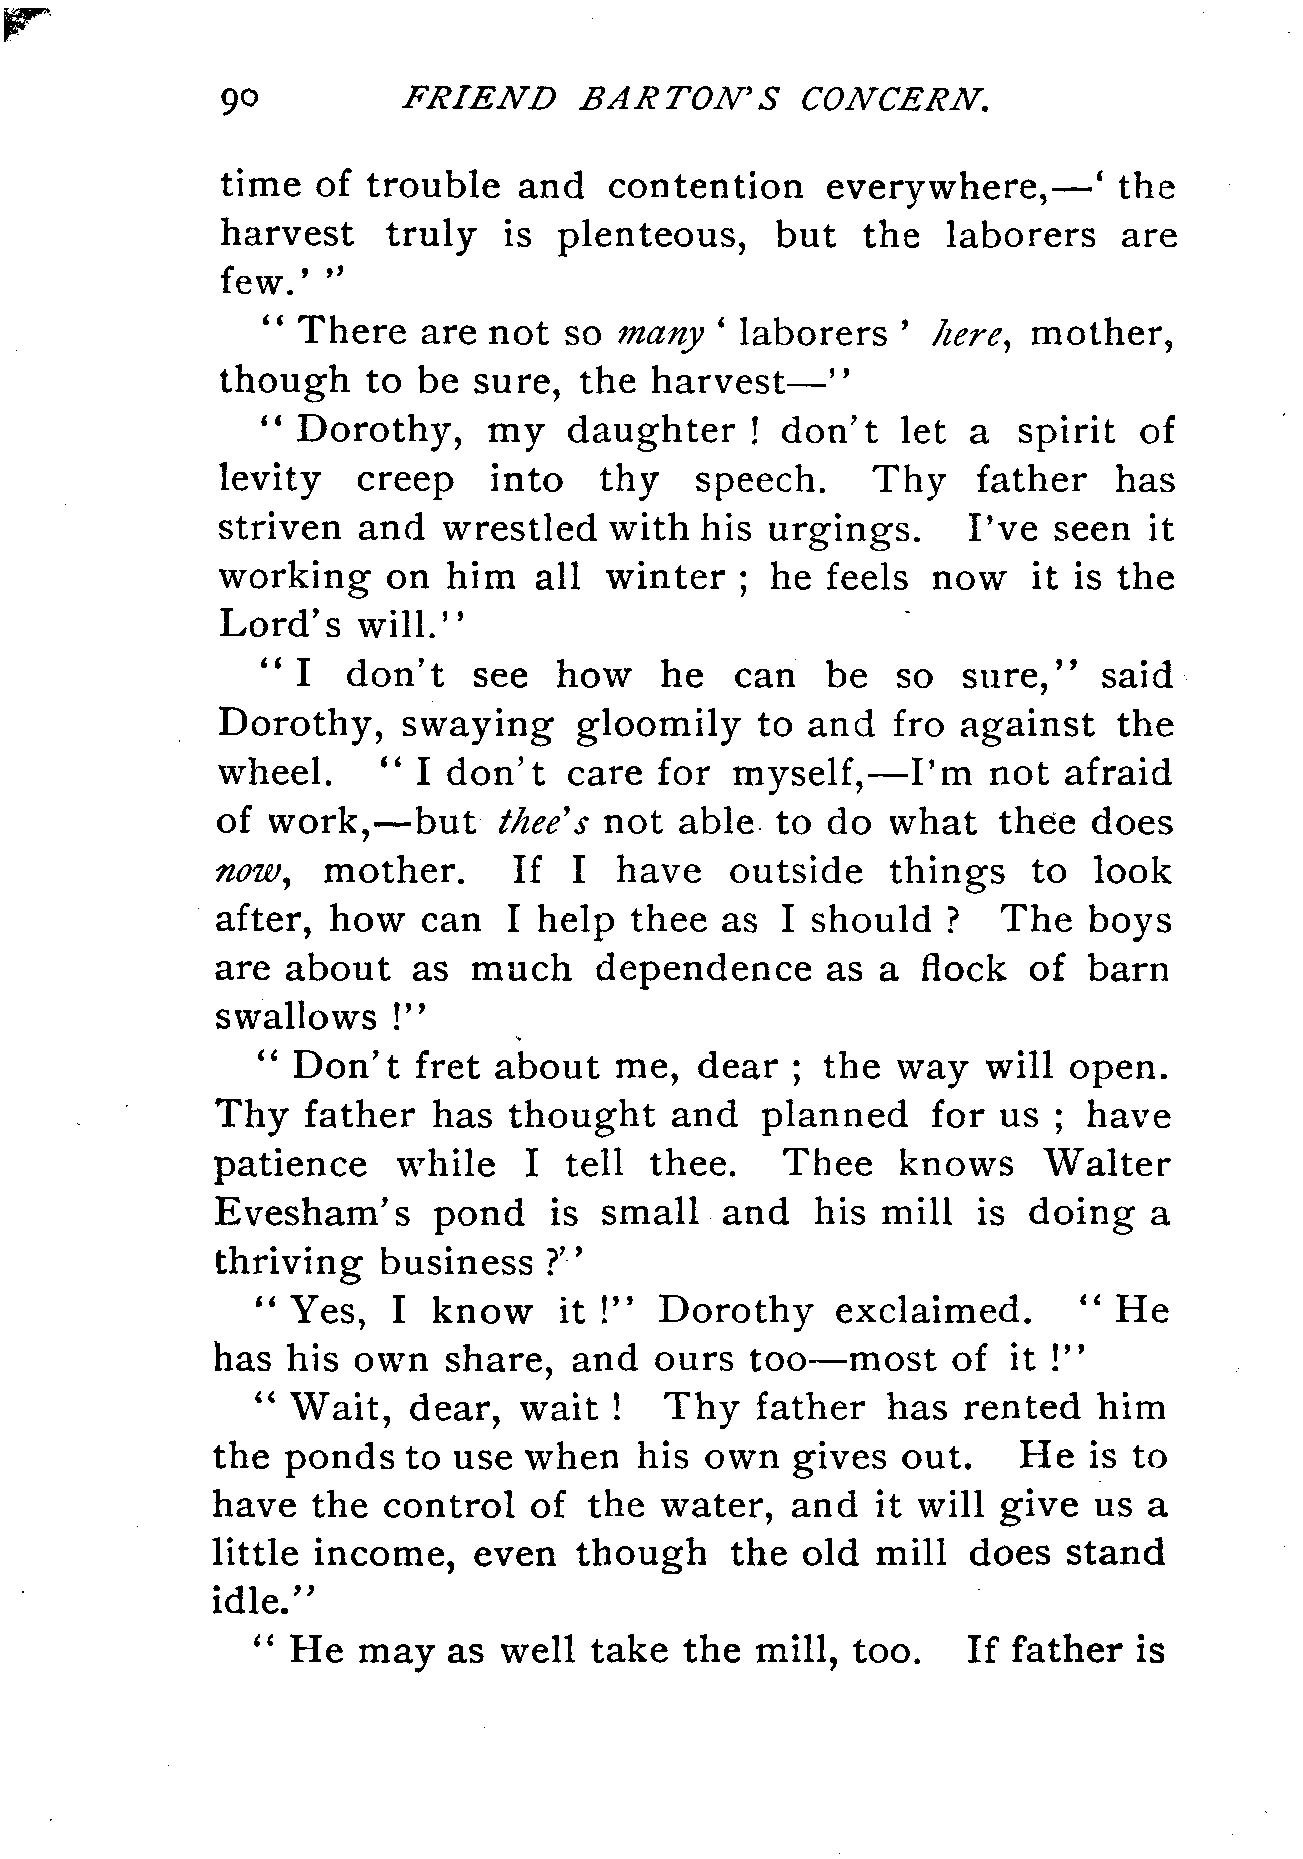 90 FRIEND BARTON'S CONCERN.
time of trouble and contention everywhere,—‘ the
harvest truly is plenteous, but the laborers are
few.’ ”
“ There are not so many ‘ laborers ’ here, mother,
though to be sure, the harvest—”
“ Dorothy, my daughter ! don’t let a spirit of
levity creep into thy speech. Thy father has
striven and wrestled with his urgings. I’ve seen it
working on him all winter ; he feels now it is the
Lord’s will.”
“ I don’t see how he can be so sure,” said
Dorothy, swaying gloomily to and fro against the
wheel. “ I don’t care for myself,—I’m not afraid
of work,—but thee’s not able to do what thee does
now, mother. If I have outside things to look
after, how can I help thee as I should ? The boys
are about as much dependence as a flock of barn
swallows !”
“ Don’t fret about me, dear ; the way will open.
Thy father has thought and planned for us ; have
patience while I tell thee. Thee knows Walter
Evesham’s pond is small and his mill is doing a
thriving business ?”
“ Yes, I know it !” Dorothy exclaimed. “ He
has his own share, and ours too—most of it !”
“ Wait, dear, wait ! Thy father has rented him
the ponds to use when his own gives out. He is to
have the control of the water, and it will give us a
little income, even though the old mill does stand
idle.”
“ He may as well take the mill, too. If father is